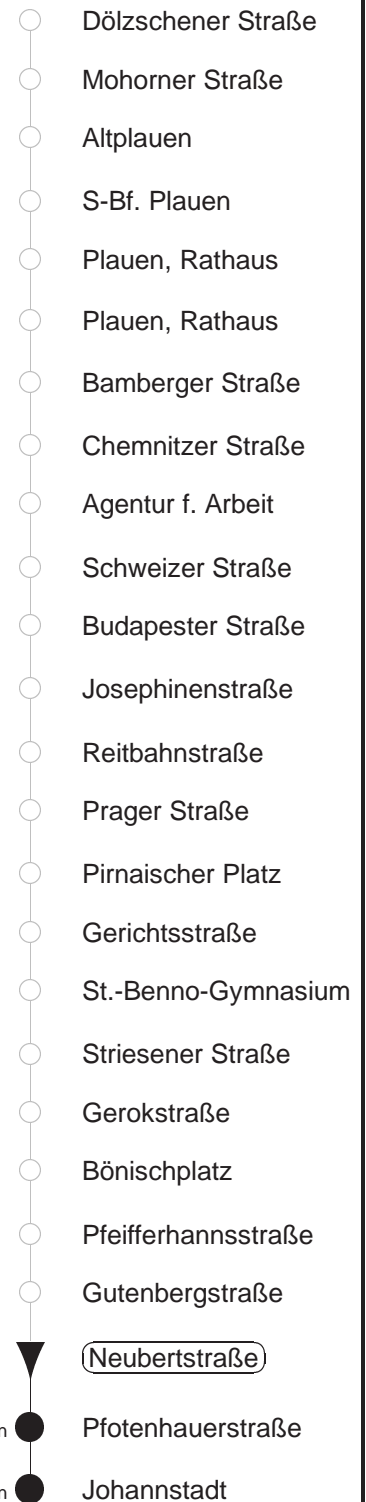 Dölzschener Straße
Mohorner Straße
Altplauen
S-Bf. Plauen
Plauen, Rathaus
Plauen, Rathaus
Bamberger Straße
Chemnitzer Straße
Agentur f. Arbeit
Schweizer Straße
Budapester Straße
Josephinenstraße
Reitbahnstraße
Prager Straße
Pirnaischer Platz
Gerichtsstraße
St.-Benno-Gymnasium
Striesener Straße
Gerokstraße
Bönischplatz
Pfeifferhannsstraße
Gutenbergstraße
Neubertstraße
Pfotenhauerstraße
Johannstadt